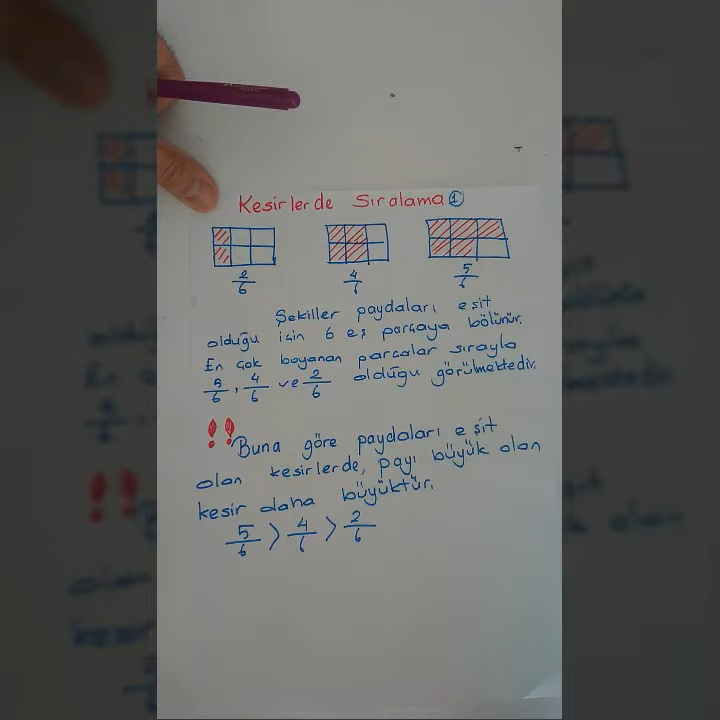 Kesirlerde Sıralama 1
2/6 4/6 5/6
Şekiller paydaları eşit
olduğu için 6 eş parçaya bölünür.
En çok boyanan parçalar sırayla
5/6, 4/6 ve 2/6 olduğu görülmektedir.
!! Buna göre paydaları eşit
olan kesirlerde, payı büyük olan
kesir daha büyüktür.
5/6 > 4/6 > 2/6